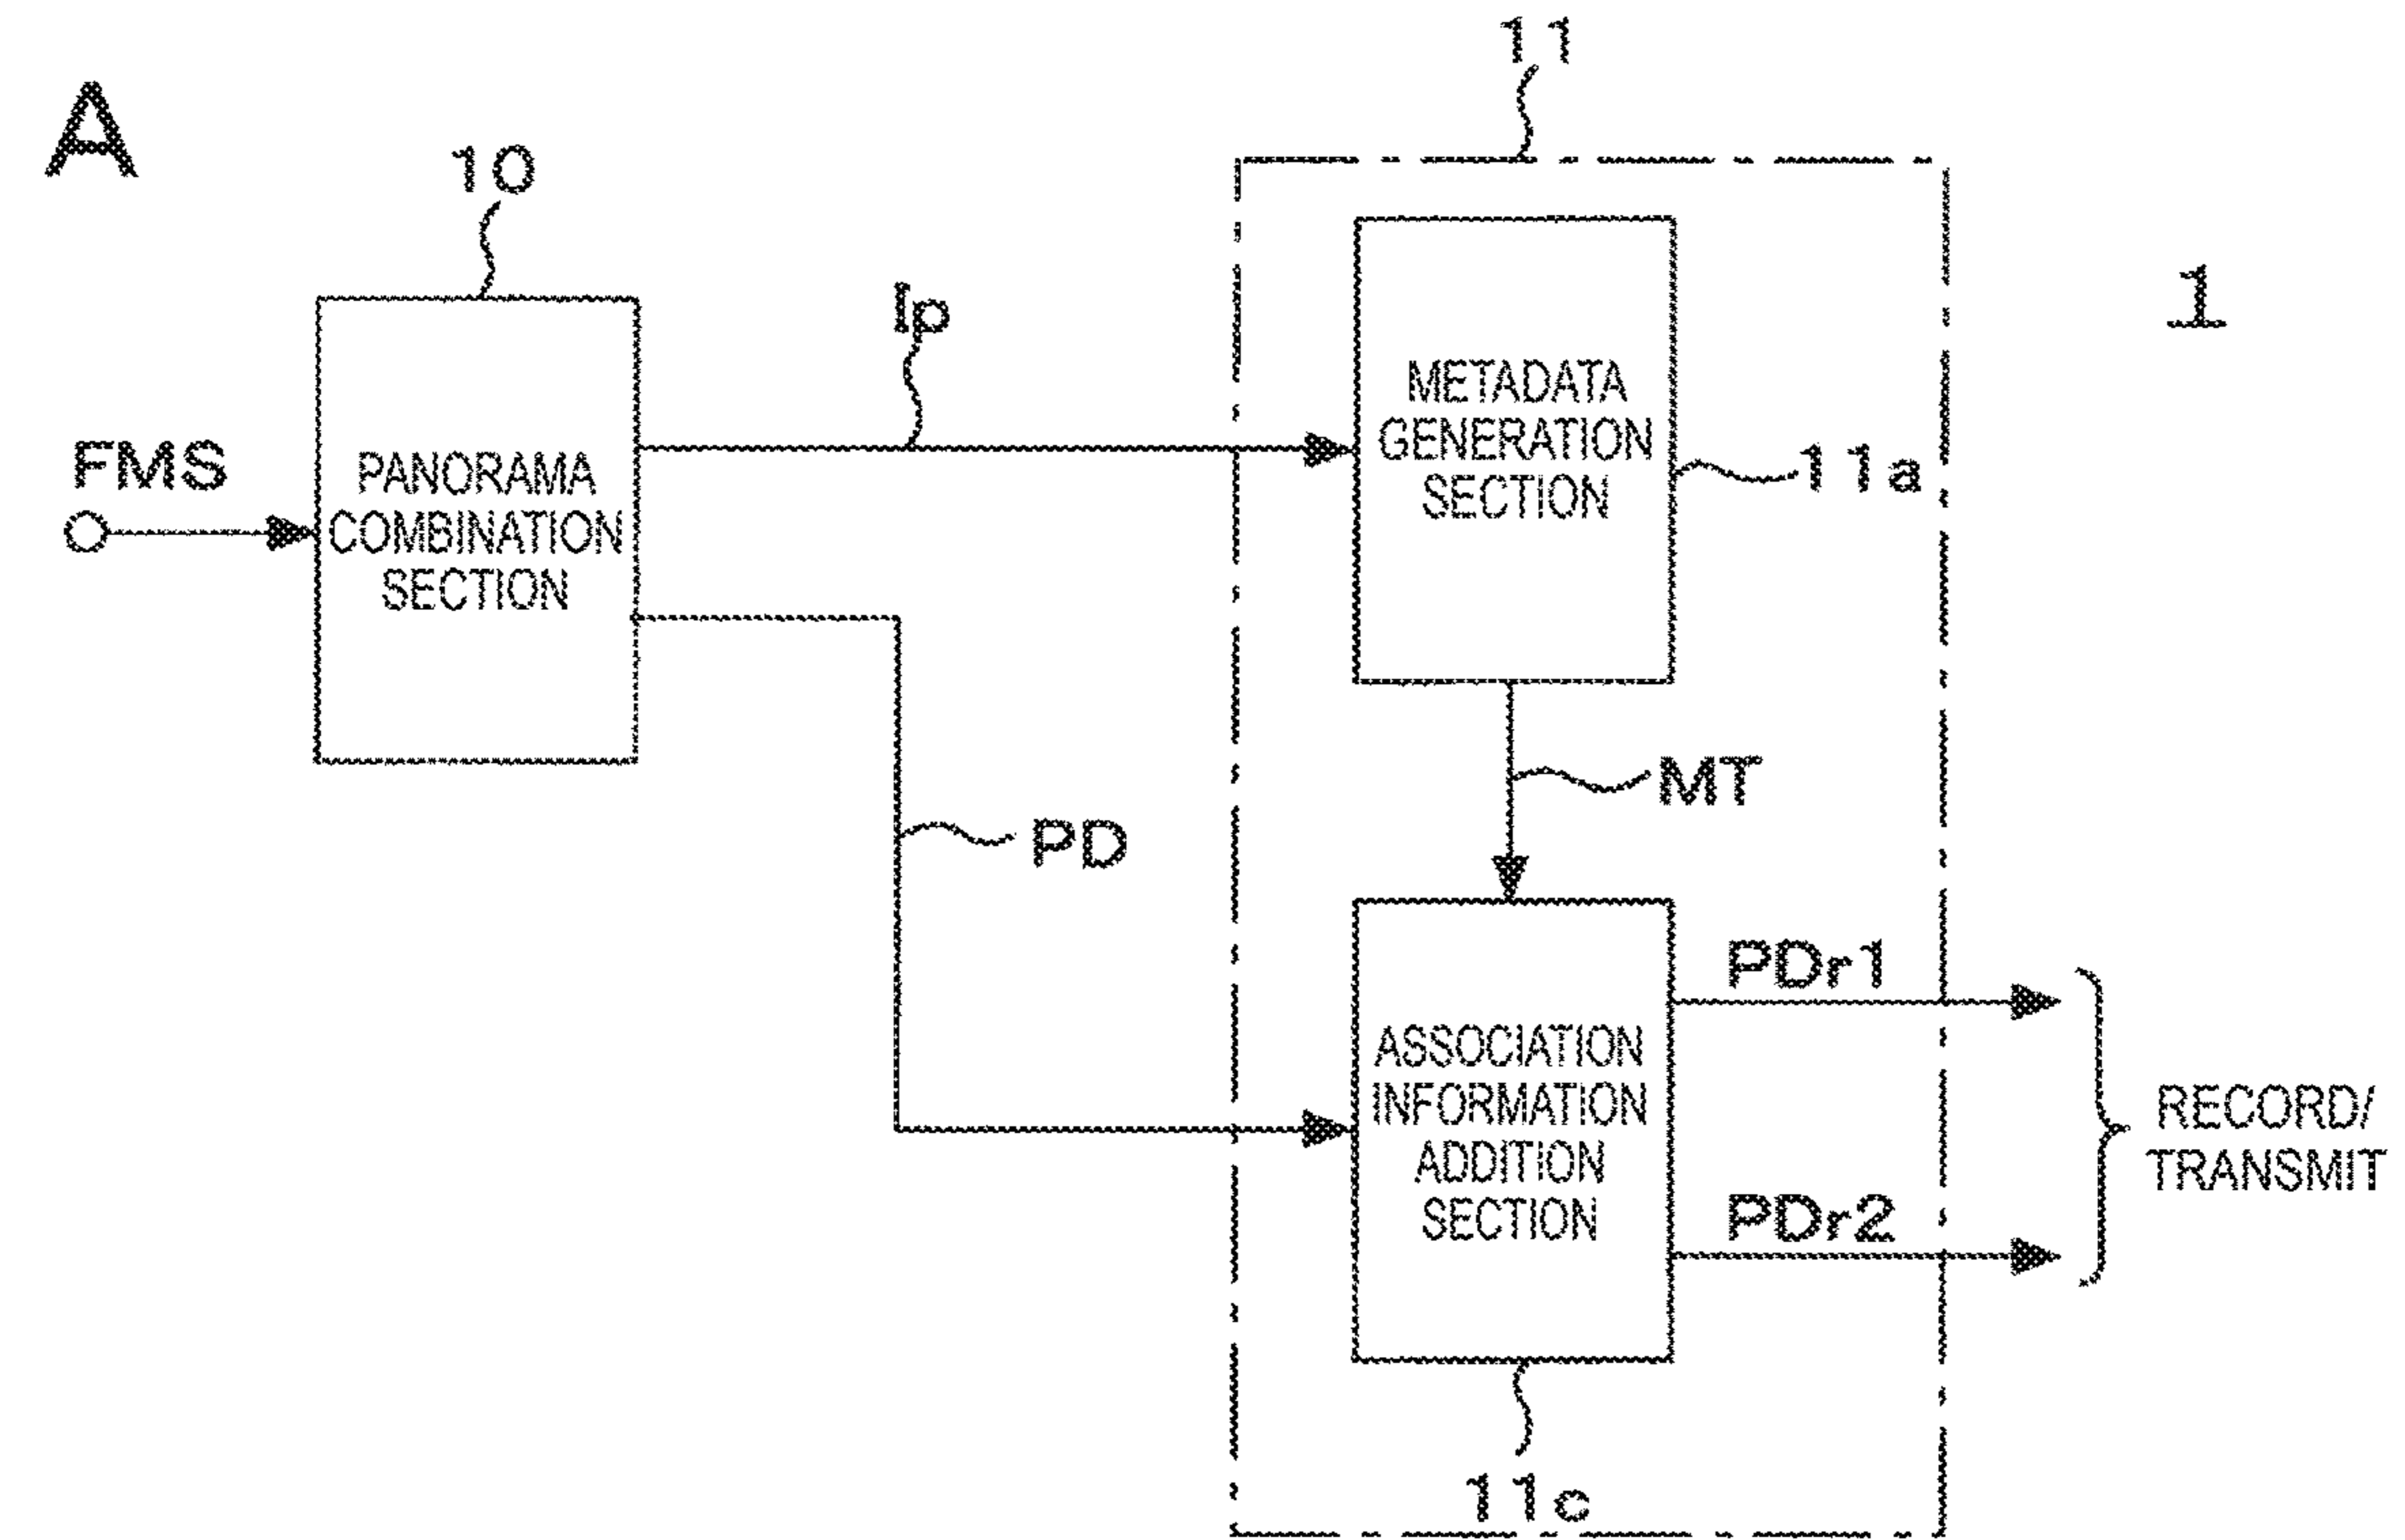 A
11
10
1
Ip
FMS
PANORAMA
COMBINATION
SECTION
METADATA
GENERATION
SECTION
11a
MT
PD
PDr1
ASSOCIATION
INFORMATION
ADDITION
SECTION
PDr2
RECORD/
TRANSMIT
11c